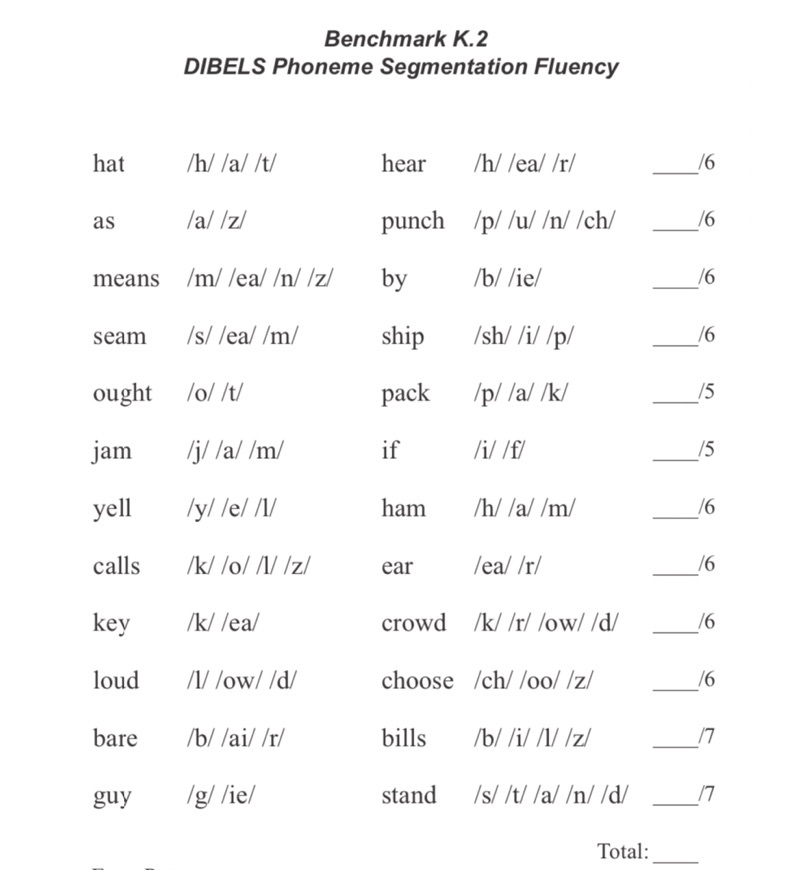 Benchmark K.2
DIBELS Phoneme Segmentation Fluency
hat /h/ /a/ /t/ hear /h/ /ea/ /r/ ____/6
as /a/ /z/ punch /p/ /u/ /n/ /ch/ ____/6
means /m/ /ea/ /n/ /z/ by /b/ /ie/ ____/6
seam /s/ /ea/ /m/ ship /sh/ /i/ /p/ ____/6
ought /o/ /t/ pack /p/ /a/ /k/ ____/5
jam /j/ /a/ /m/ if /i/ /f/ ____/5
yell /y/ /e/ /l/ ham /h/ /a/ /m/ ____/6
calls /k/ /o/ /l/ /z/ ear /ea/ /r/ ____/6
key /k/ /ea/ crowd /k/ /r/ /ow/ /d/ ____/6
loud /l/ /ow/ /d/ choose /ch/ /oo/ /z/ ____/6
bare /b/ /ai/ /r/ bills /b/ /i/ /l/ /z/ ____/7
guy /g/ /ie/ stand /s/ /t/ /a/ /n/ /d/ ____/7
Total:____